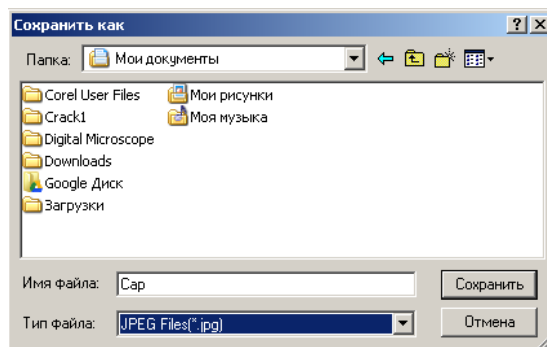 Сохранить как
Папка: Мои документы
Corel User Files
Crack1
Digital Microscope
Downloads
Google Диск
Загрузки
Мои рисунки
Моя музыка
Имя файла: Cap
Сохранить
Тип файла: JPEG Files(*.jpg)
Отмена